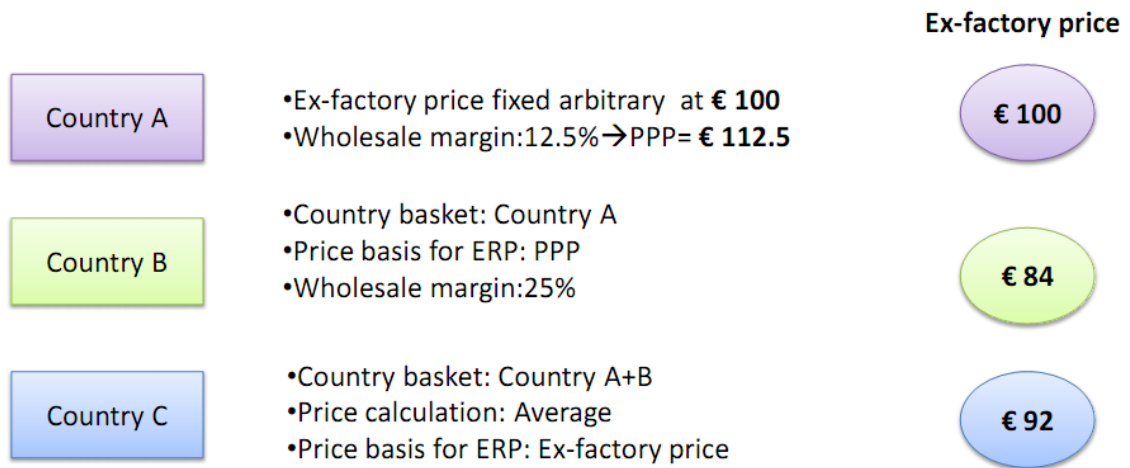 Ex-factory price
Country A
•Ex-factory price fixed arbitrary at € 100
•Wholesale margin:12.5%→PPP= € 112.5
€ 100
Country B
•Country basket: Country A
•Price basis for ERP: PPP
•Wholesale margin:25%
€ 84
Country C
•Country basket: Country A+B
•Price calculation: Average
•Price basis for ERP: Ex-factory price
€ 92